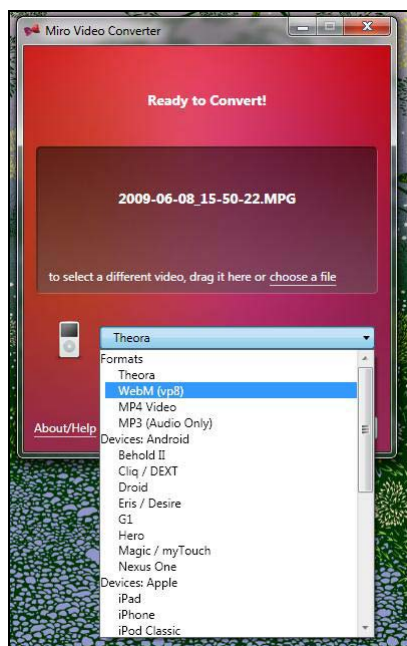 Miro Video Converter
Ready to Convert!
2009-06-08_15-50-22.MPG
to select a different video, drag it here or choose a file
Theora
Formats
Theora
WebM (vp8)
MP4 Video
MP3 (Audio Only)
About/Help
Devices: Android
Behold II
Cliq / DEXT
Droid
Eris / Desire
G1
Hero
Magic / myTouch
Nexus One
Devices: Apple
iPad
iPhone
iPod Classic